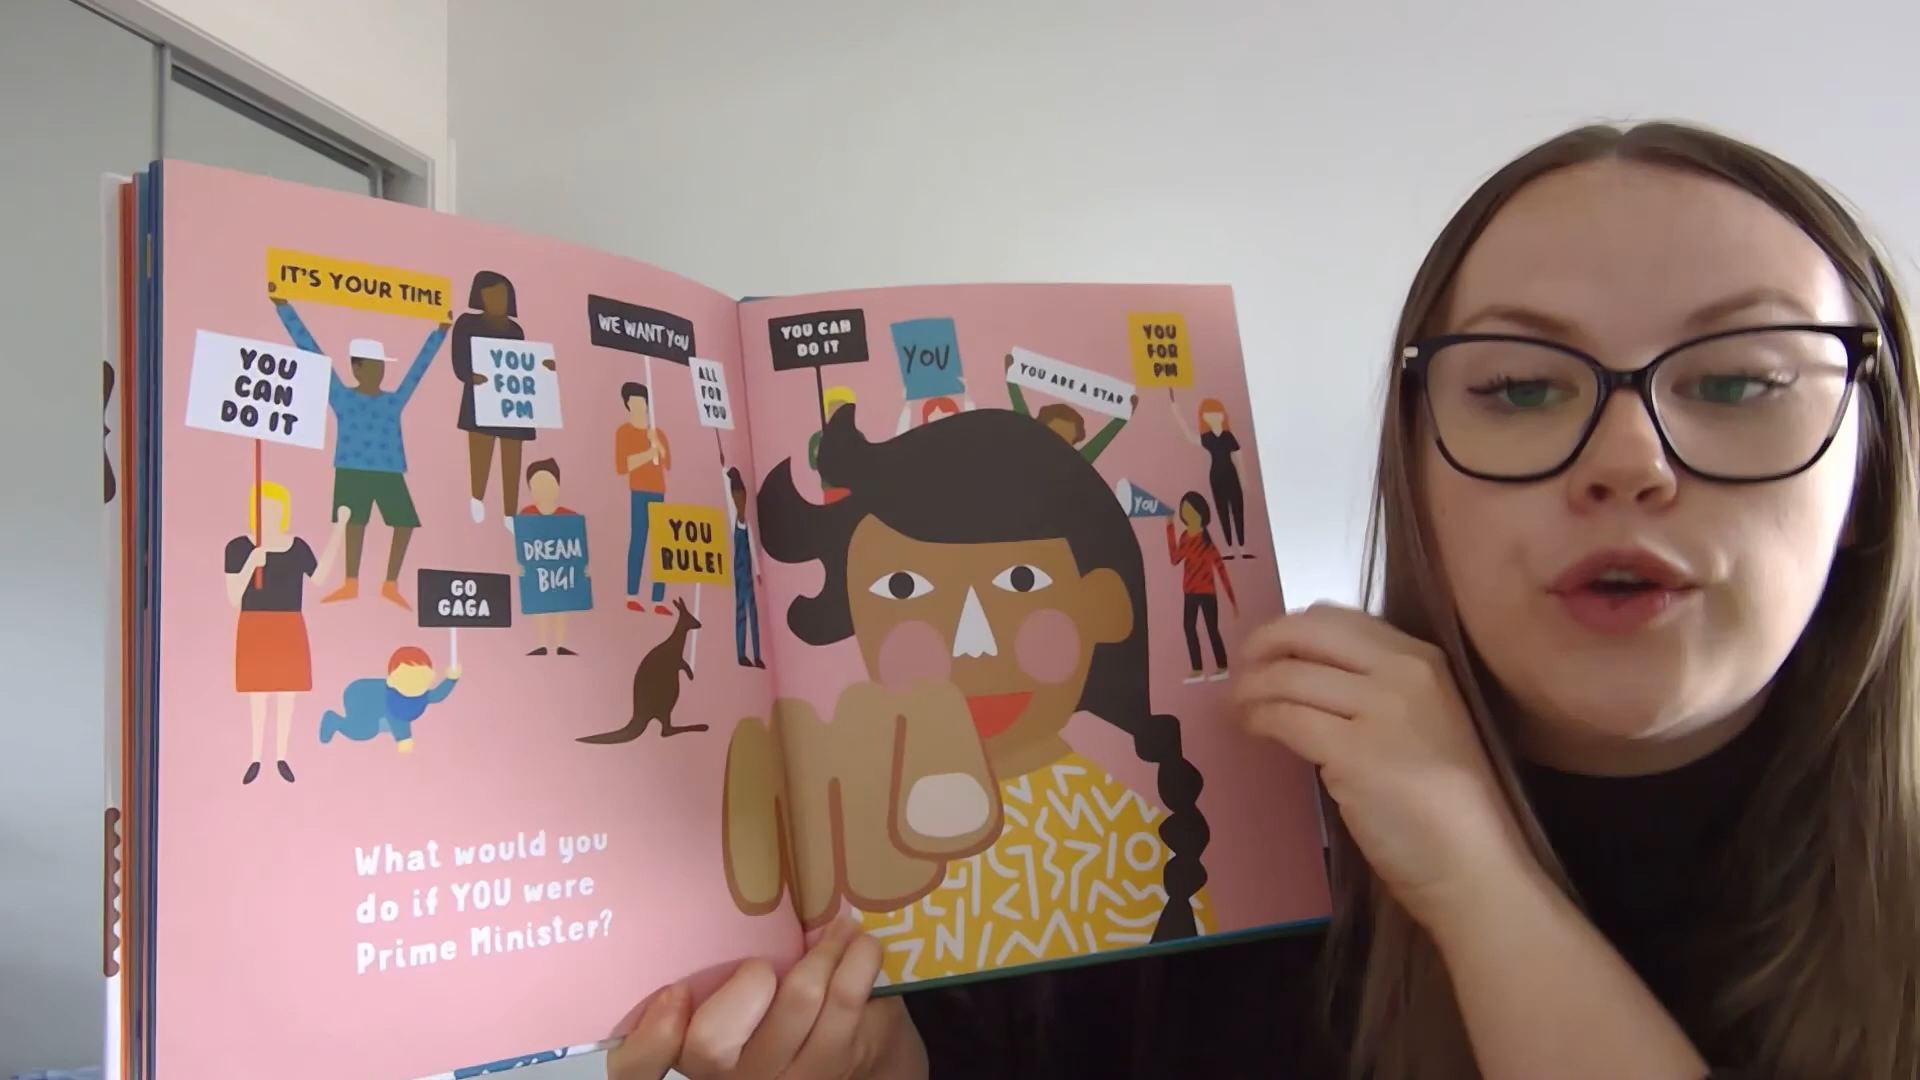 IT'S YOUR TIME
YOU
CAN
DO IT
YOU
FOR
PM
WE WANT YOU
ALL
FOR
YOU
DREAM
BIG!
YOU
RULE!
GO
GAGA
What would you
do if YOU were
Prime Minister?
YOU CAN
DO IT
YOU
YOU ARE A STAR
YOU
FOR
PM
YOU